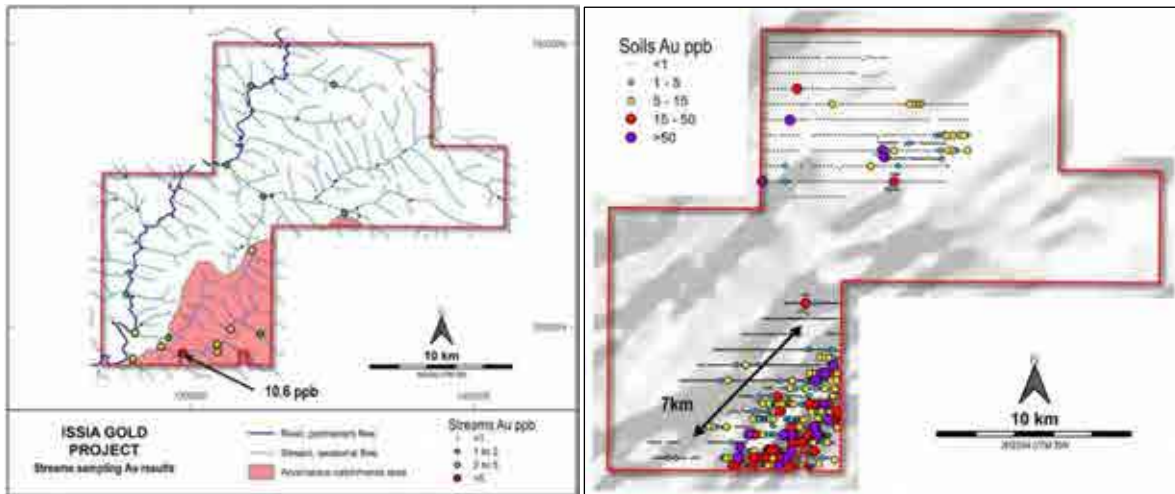 10 km
10.6 ppb
ISSIA GOLD
PROJECT
Streams sampling Au results
River, permanent flow
Stream, seasonal flow
Anomalous catchments area
Streams Au ppb
<1
1 to 2
2 to 5
>5
Soils Au ppb
<1
1 - 5
5 - 15
15 - 50
>50
7km
10 km